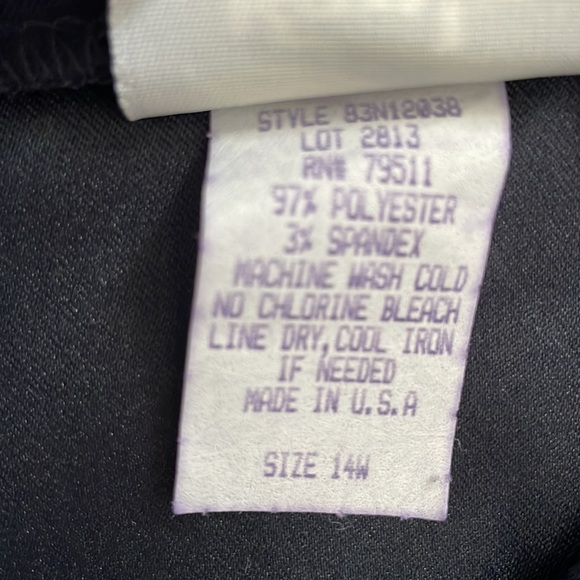 STYLE 83N12038
LOT 2813
RN# 79511
97% POLYESTER
3% SPANDEX
MACHINE WASH COLD
NO CHLORINE BLEACH
LINE DRY, COOL IRON
IF NEEDED
MADE IN U.S.A
SIZE 14W